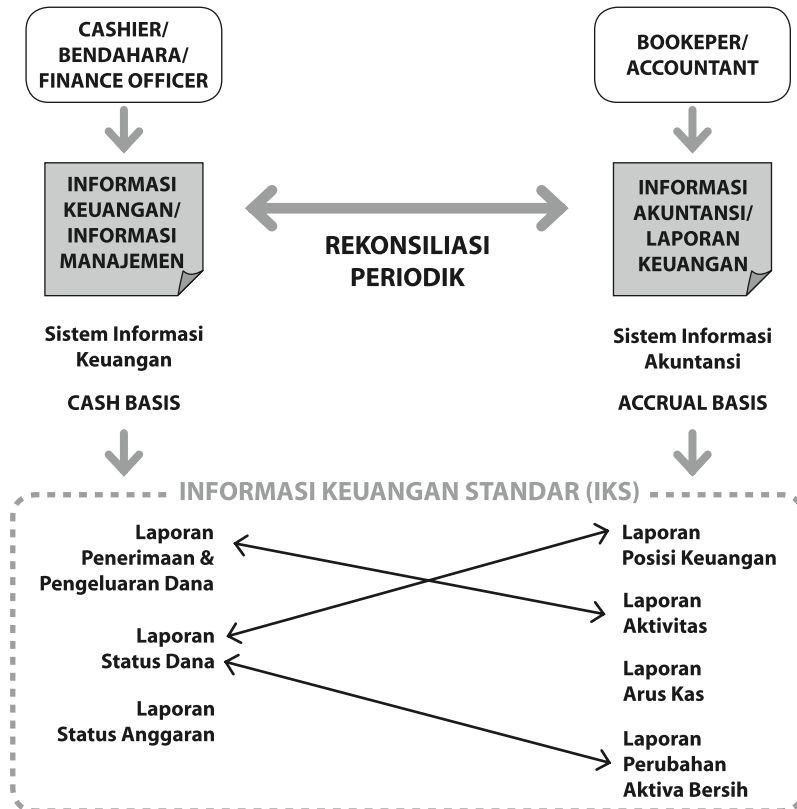 CASHIER/
BENDAHARA/
FINANCE OFFICER
BOOKEPER/
ACCOUNTANT
INFORMASI
KEUANGAN/
INFORMASI
MANAJEMEN
REKONSILIASI
PERIODIK
INFORMASI
AKUNTANSI/
LAPORAN
KEUANGAN
Sistem Informasi
Keuangan
CASH BASIS
Sistem Informasi
Akuntansi
ACCRUAL BASIS
INFORMASI KEUANGAN STANDAR (IKS)
Laporan
Penerimaan &
Pengeluaran Dana
Laporan
Status Dana
Laporan
Status Anggaran
Laporan
Posisi Keuangan
Laporan
Aktivitas
Laporan
Arus Kas
Laporan
Perubahan
Aktiva Bersih